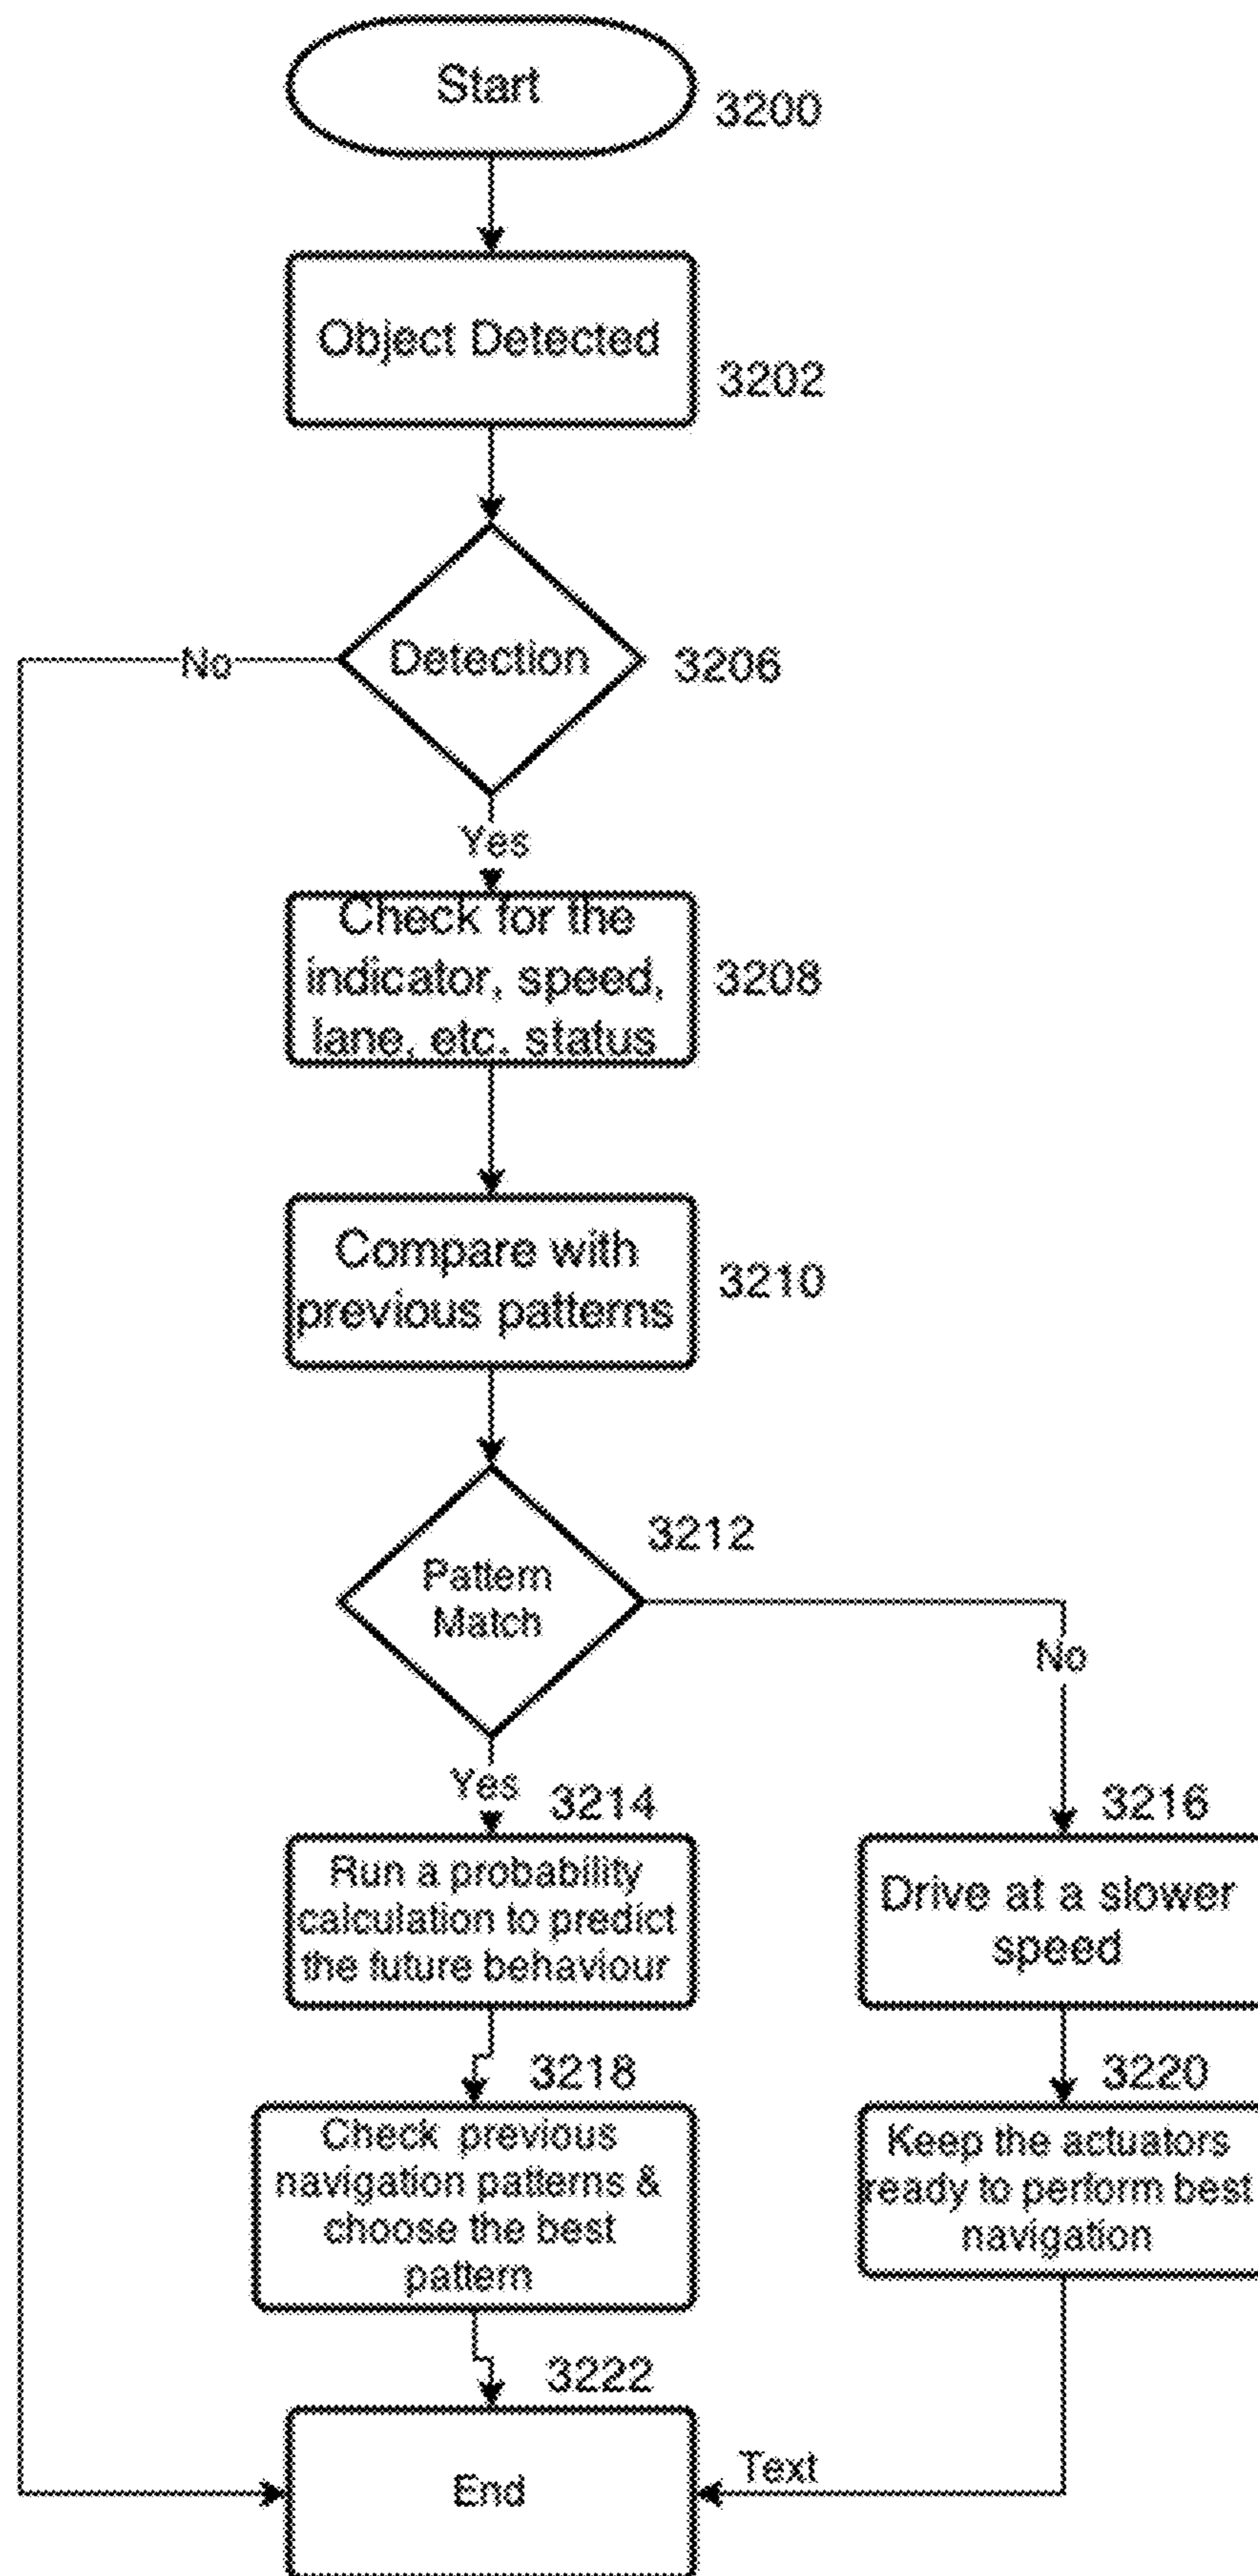 Start
3200
Object Detected
3202
Detection
3206
No
Yes
Check for the
indicator, speed,
lane, etc. status
3208
Compare with
previous patterns
3210
Pattern
Match
3212
No
Yes
3214
Run a probability
calculation to predict
the future behaviour
3216
Drive at a slower
speed
3218
Check previous
navigation patterns &
choose the best
pattern
3220
Keep the actuators
ready to perform best
navigation
3222
End
Text